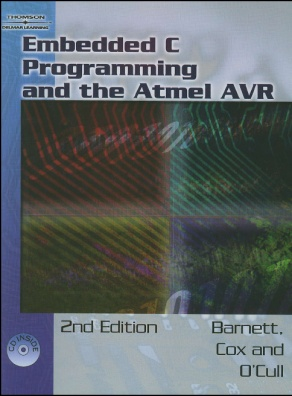 THOMSON
DELMAR LEARNING
Embedded C
Programming
and the Atmel AVR
2nd Edition
Barnett,
Cox and
O'Cull
CD INSIDE